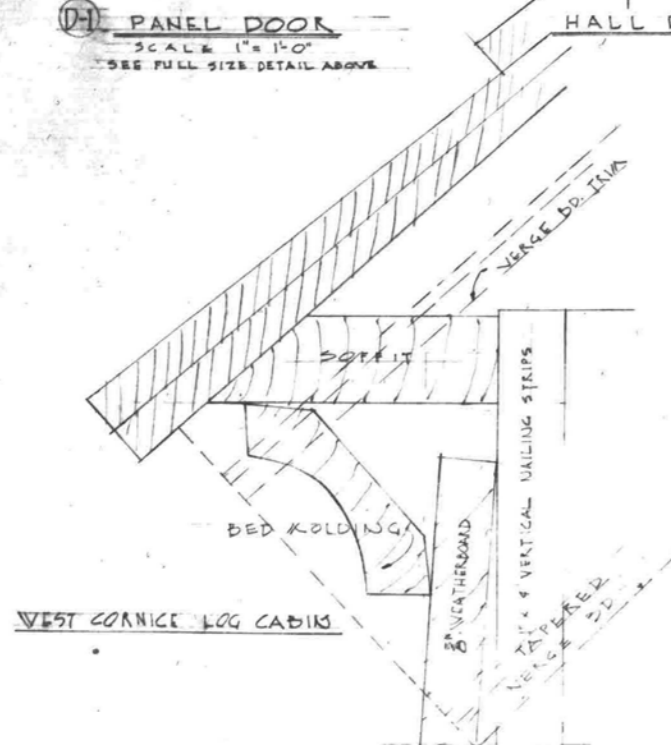 D-1 PANEL DOOR
SCALE 1"= 1'-0"
SEE FULL SIZE DETAIL ABOVE
HALL
VERGE BD. TRIM
SOFFIT
BED MOLDING
WEATHERBOARD
X 4 VERTICAL NAILING STRIPS
TAPERED
VERGE BD.
WEST CORNICE LOG CABIN